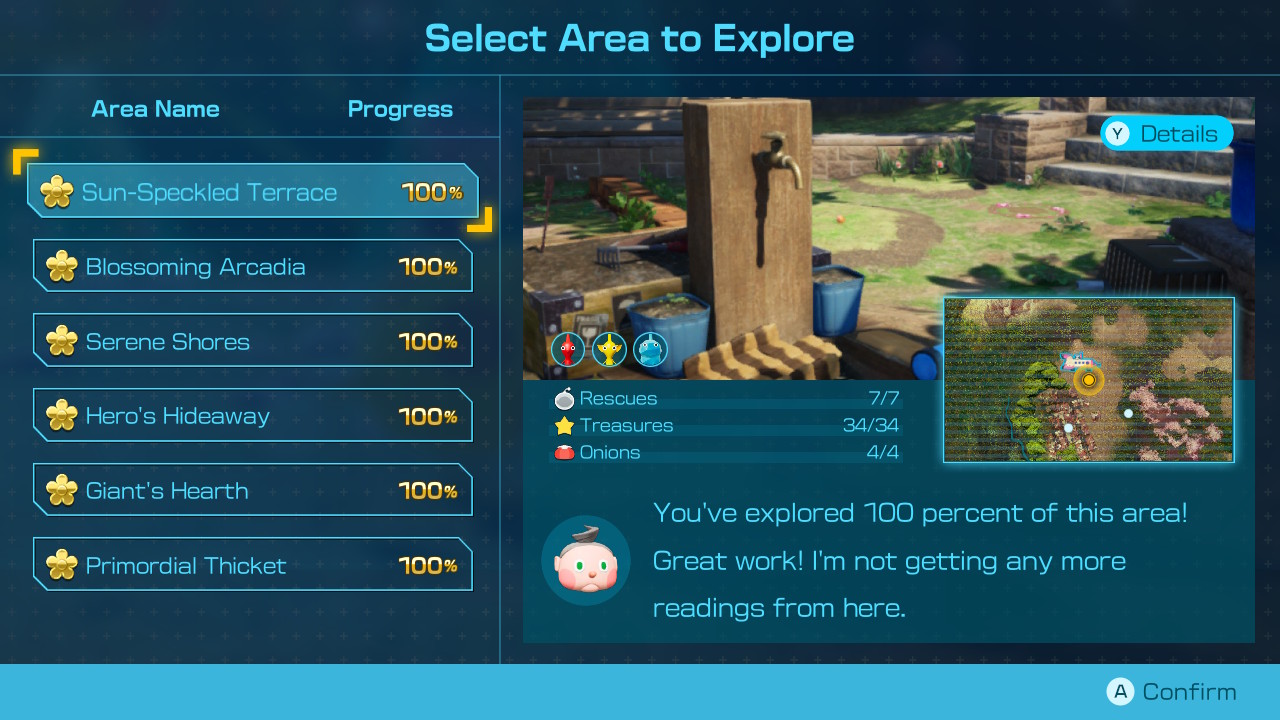 Select Area to Explore
Area Name Progress
Sun-Speckled Terrace 100%
Blossoming Arcadia 100%
Serene Shores 100%
Hero's Hideaway 100%
Giant's Hearth 100%
Primordial Thicket 100%
Y Details
Rescues 7/7
Treasures 34/34
Onions 4/4
You've explored 100 percent of this area!
Great work! I'm not getting any more
readings from here.
A Confirm